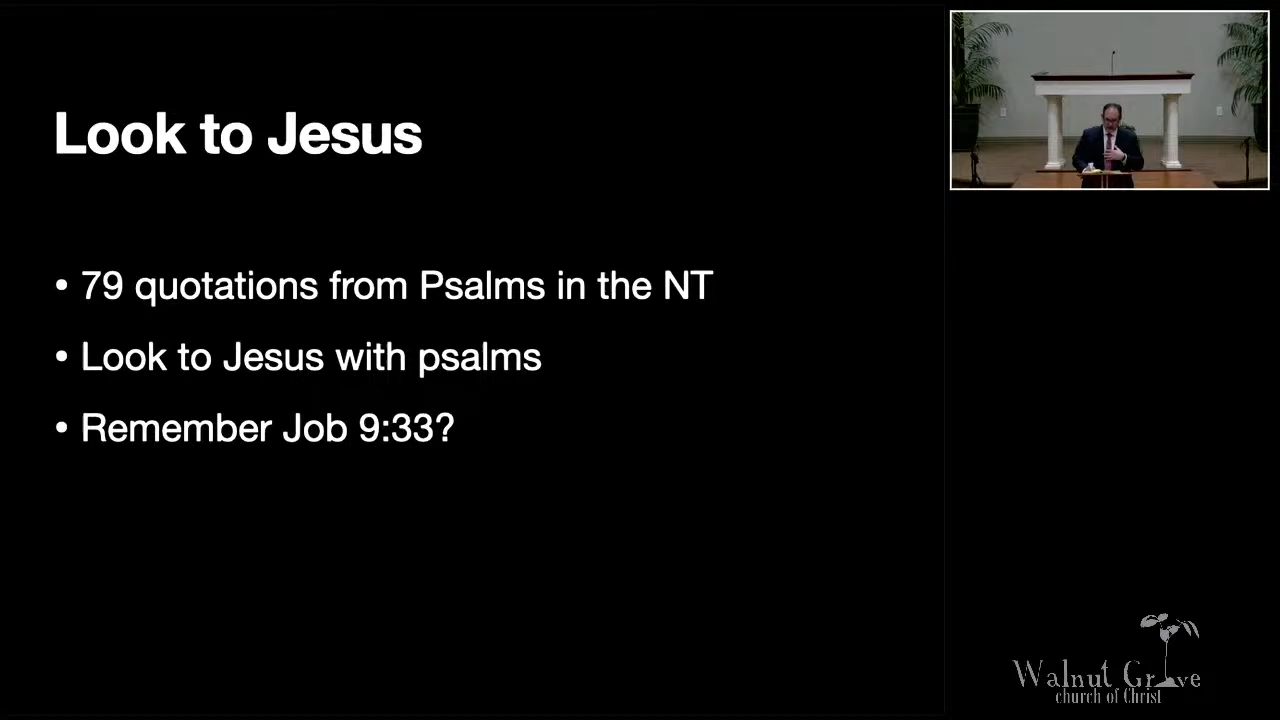 Look to Jesus
• 79 quotations from Psalms in the NT
• Look to Jesus with psalms
• Remember Job 9:33?
Walnut Grove
church of Christ